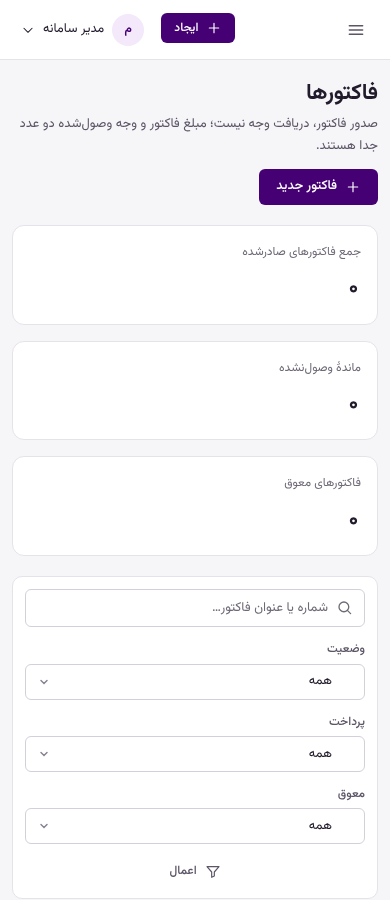 ایجاد
م
مدیر سامانه
فاکتورها
صدور فاکتور، دریافت وجه نیست؛ مبلغ فاکتور و وجه وصول‌شده دو عدد
جدا هستند.
فاکتور جدید
جمع فاکتورهای صادرشده
۰
ماندهٔ وصول‌نشده
۰
فاکتورهای معوق
۰
شماره یا عنوان فاکتور…
وضعیت
همه
پرداخت
همه
معوق
همه
اعمال